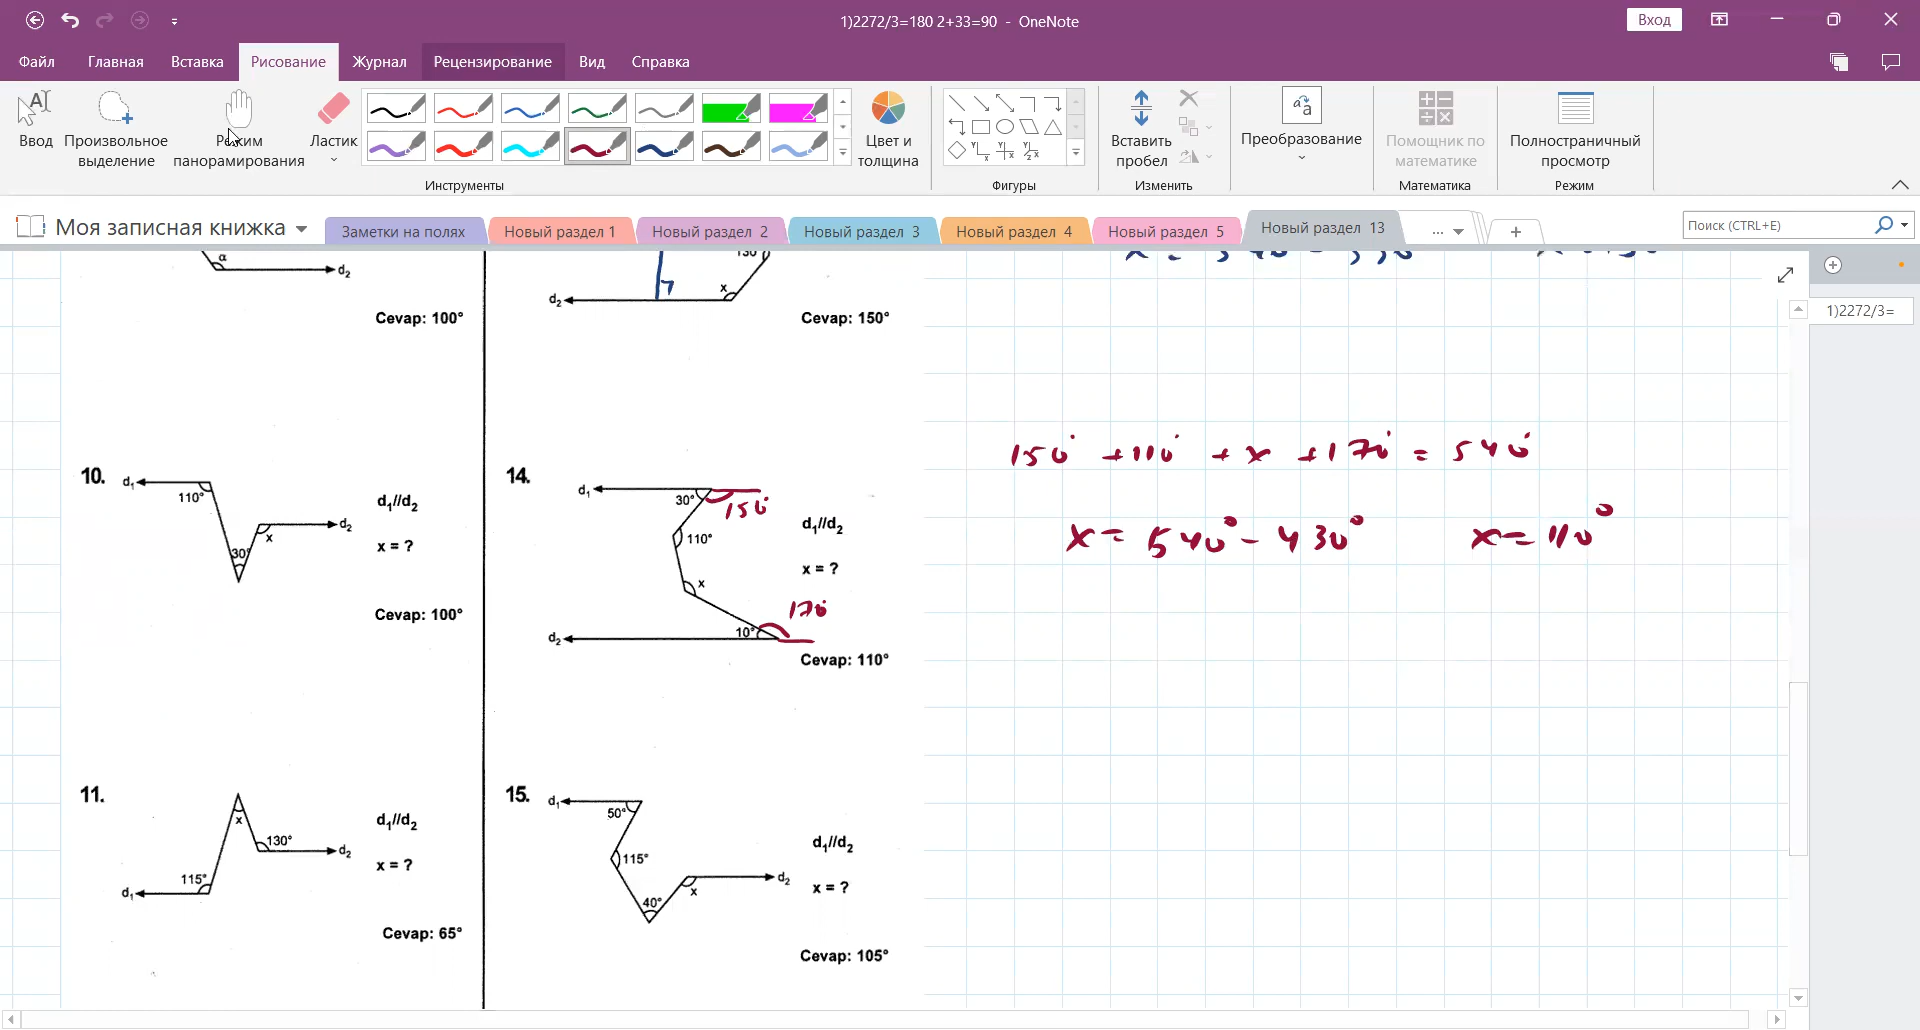 1)2272/3=180 2+33=90 - OneNote
Вход
Файл Главная Вставка Рисование Журнал Рецензирование Вид Справка
Ввод
Произвольное выделение
Режим панорамирования
Ластик
Цвет и толщина
Вставить пробел
Преобразование
Помощник по математике
Полностраничный просмотр
Инструменты Фигуры Изменить Математика Режим
Моя записная книжка
Заметки на полях Новый раздел 1 Новый раздел 2 Новый раздел 3 Новый раздел 4 Новый раздел 5 Новый раздел 13 ...
Поиск (CTRL+E)
1)2272/3=
α
d₂
Cevap: 100°
130
x
d₂
Cevap: 150°
10.
d₁
110°
30°
x
d₂
d₁//d₂
x = ?
Cevap: 100°
14.
d₁
30°
150°
110°
x
170°
10°
d₂
d₁//d₂
x = ?
Cevap: 110°
150° + 110° + x + 170° = 540°
x = 540° - 430° x = 110°
11.
x
130°
d₂
115°
d₁
d₁//d₂
x = ?
Cevap: 65°
15.
d₁
50°
115°
40°
x
d₂
d₁//d₂
x = ?
Cevap: 105°